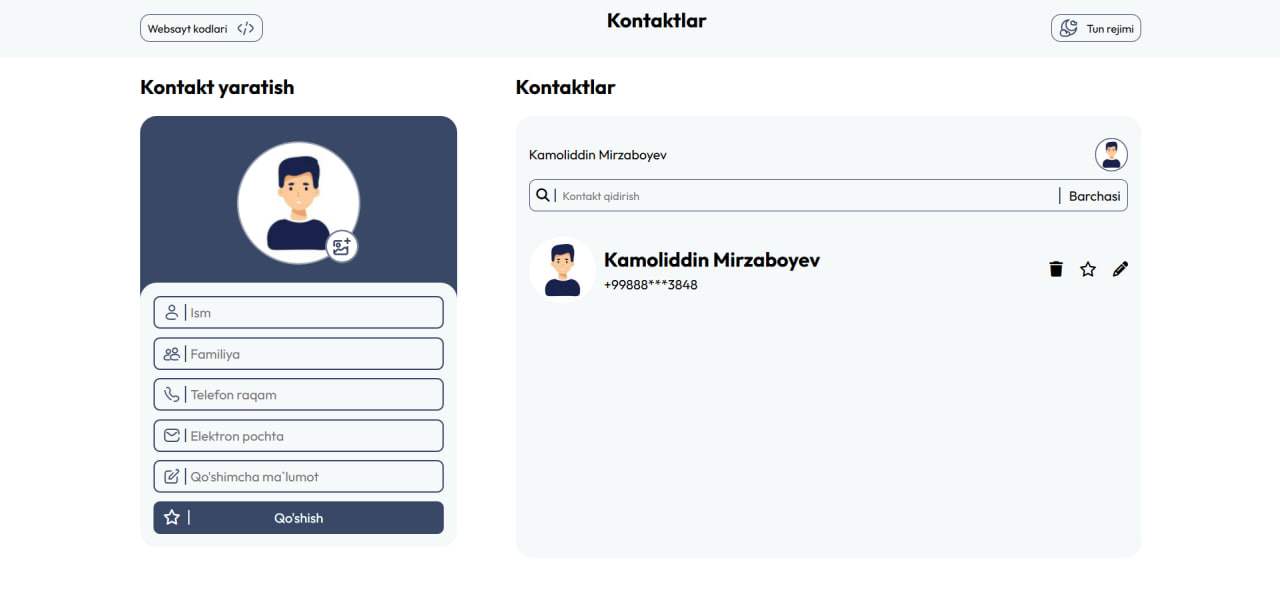 Websayt kodlari </>
Kontaktlar
Tun rejimi
Kontakt yaratish
Ism
Familiya
Telefon raqam
Elektron pochta
Qo'shimcha ma`lumot
Qo'shish
Kontaktlar
Kamoliddin Mirzaboyev
Kontakt qidirish
Barchasi
Kamoliddin Mirzaboyev
+99888***3848